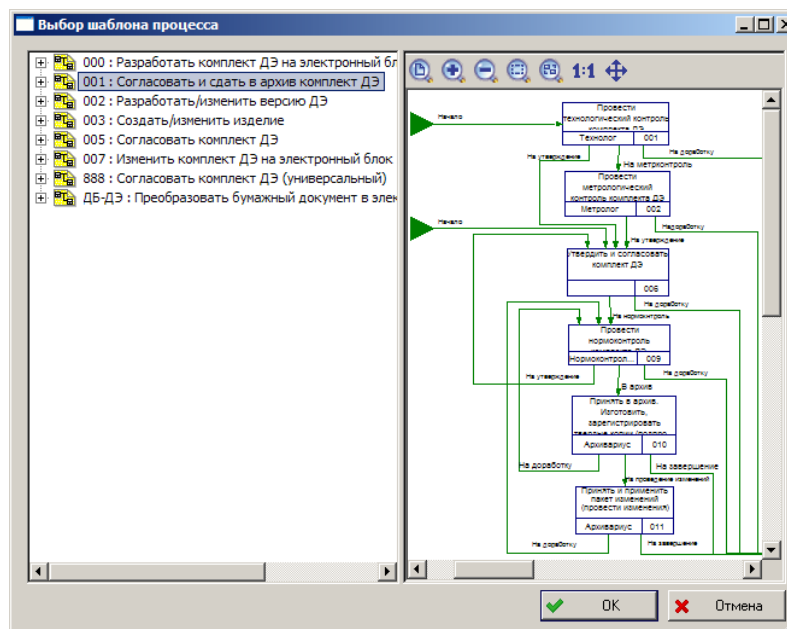 Выбор шаблона процесса
000 : Разработать комплект ДЭ на электронный бл
001 : Согласовать и сдать в архив комплект ДЭ
002 : Разработать/изменить версию ДЭ
003 : Создать/изменить изделие
005 : Согласовать комплект ДЭ
007 : Изменить комплект ДЭ на электронный блок
888 : Согласовать комплект ДЭ (универсальный)
ДБ-ДЭ : Преобразовать бумажный документ в элек
1:1
Начало
Провести
технологический контроль
комплекта ДЭ
Технолог 001
На утверждение
На доработку
На метрконтроль
Провести
метрологический
контроль комплекта ДЭ
Метролог 002
На доработку
Начало
На утверждение
Утвердить и согласовать
комплект ДЭ
006
На доработку
На нормоконтроль
Провести
нормоконтроль
Нормоконтрол... 009
На утверждение
На доработку
В архив
Принять в архив.
Изготовить,
зарегистрировать
Архивариус 010
На доработку
На завершение
На проведение изменений
Принять и применить
пакет изменений
(провести изменения)
Архивариус 011
На доработку
На завершение
OK
Отмена